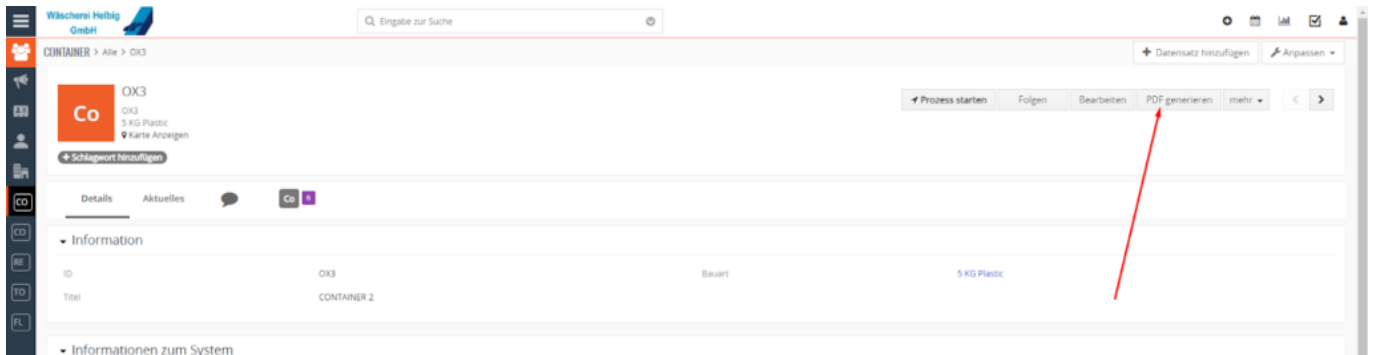 Wäscherei Helbig
GmbH
Eingabe zur Suche
CONTAINER > Alle > OX3
Datensatz hinzufügen
Anpassen
Co
OX3
OX3
5 KG Plastic
Karte Anzeigen
+ Schlagwort hinzufügen
Prozess starten
Folgen
Bearbeiten
PDF generieren
mehr
Details
Aktuelles
Co
6
Information
ID
OX3
Bauart
5 KG Plastic
Titel
CONTAINER 2
Informationen zum System
CO
CO
RE
TO
FL